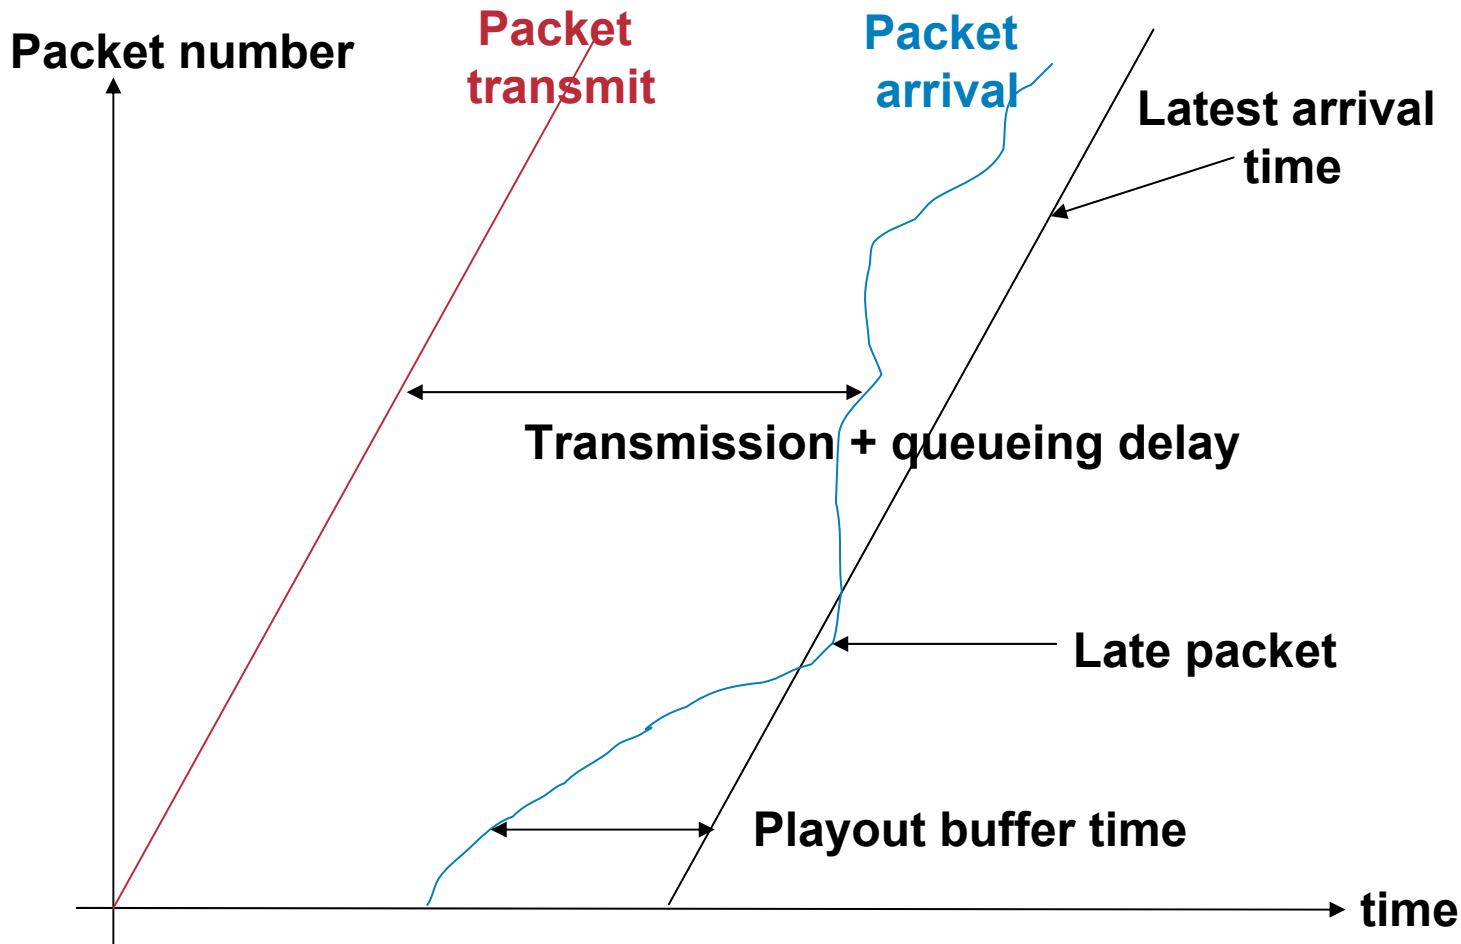 Packet number
Packet
transmit
Packet
arrival
Latest arrival
time
Transmission + queueing delay
Late packet
Playout buffer time
time